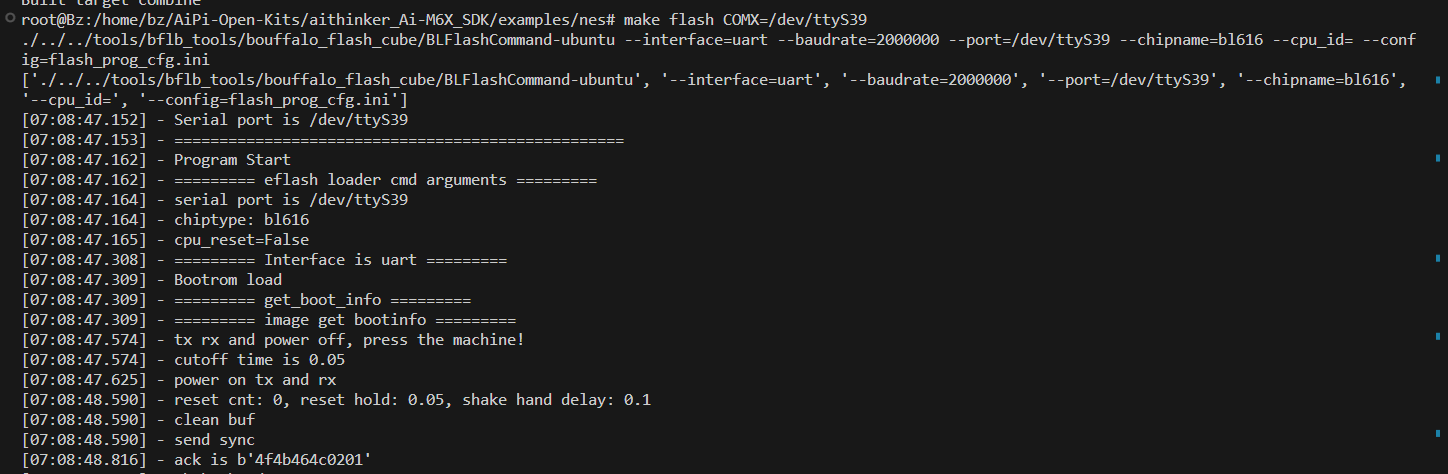 root@Bz:/home/bz/AiPi-Open-Kits/aithinker_Ai-M6X_SDK/examples/nes# make flash COMX=/dev/ttyS39
./../../tools/bflb_tools/bouffalo_flash_cube/BLFlashCommand-ubuntu --interface=uart --baudrate=2000000 --port=/dev/ttyS39 --chipname=bl616 --cpu_id= --conf
ig=flash_prog_cfg.ini
['./../../tools/bflb_tools/bouffalo_flash_cube/BLFlashCommand-ubuntu', '--interface=uart', '--baudrate=2000000', '--port=/dev/ttyS39', '--chipname=bl616',
'--cpu_id=', '--config=flash_prog_cfg.ini']
[07:08:47.152] - Serial port is /dev/ttyS39
[07:08:47.153] - ==================================================
[07:08:47.162] - Program Start
[07:08:47.162] - ========= eflash loader cmd arguments =========
[07:08:47.164] - serial port is /dev/ttyS39
[07:08:47.164] - chiptype: bl616
[07:08:47.165] - cpu_reset=False
[07:08:47.308] - ========= Interface is uart =========
[07:08:47.309] - Bootrom load
[07:08:47.309] - ========= get_boot_info =========
[07:08:47.309] - ========= image get bootinfo =========
[07:08:47.574] - tx rx and power off, press the machine!
[07:08:47.574] - cutoff time is 0.05
[07:08:47.625] - power on tx and rx
[07:08:48.590] - reset cnt: 0, reset hold: 0.05, shake hand delay: 0.1
[07:08:48.590] - clean buf
[07:08:48.590] - send sync
[07:08:48.816] - ack is b'4f4b464c0201'